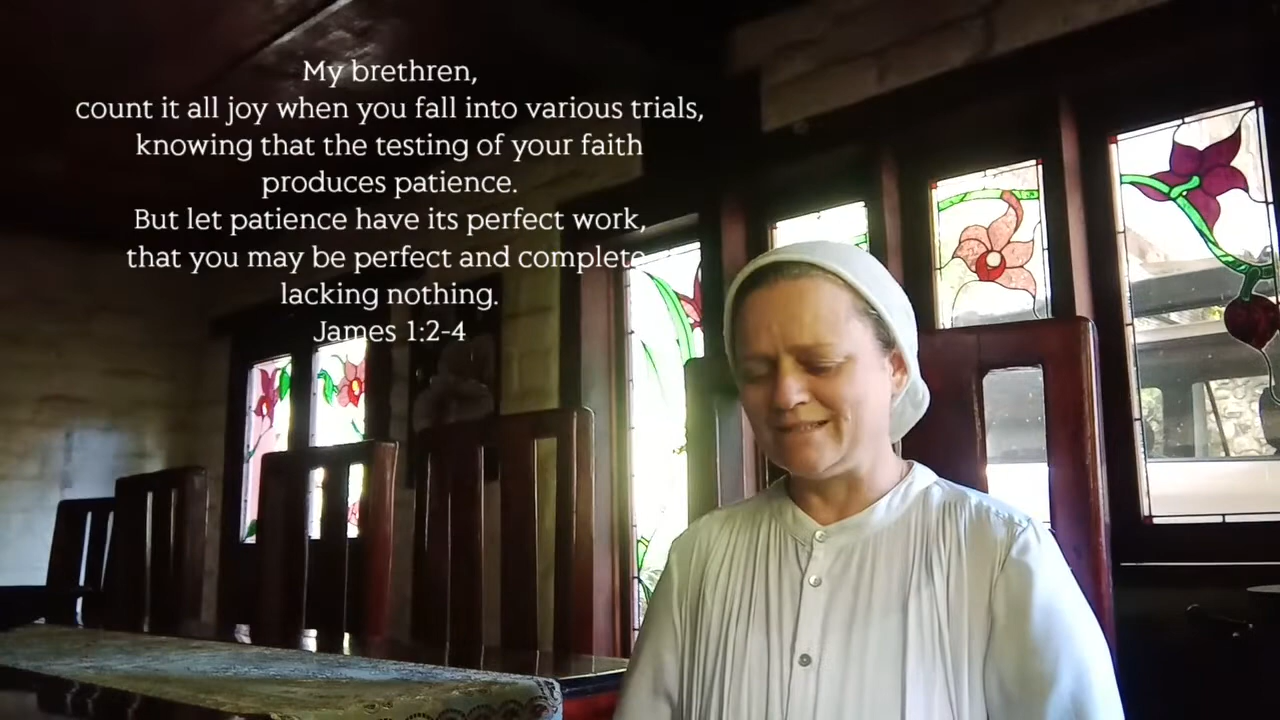 My brethren,
count it all joy when you fall into various trials,
knowing that the testing of your faith
produces patience.
But let patience have its perfect work,
that you may be perfect and complete
lacking nothing.
James 1:2-4